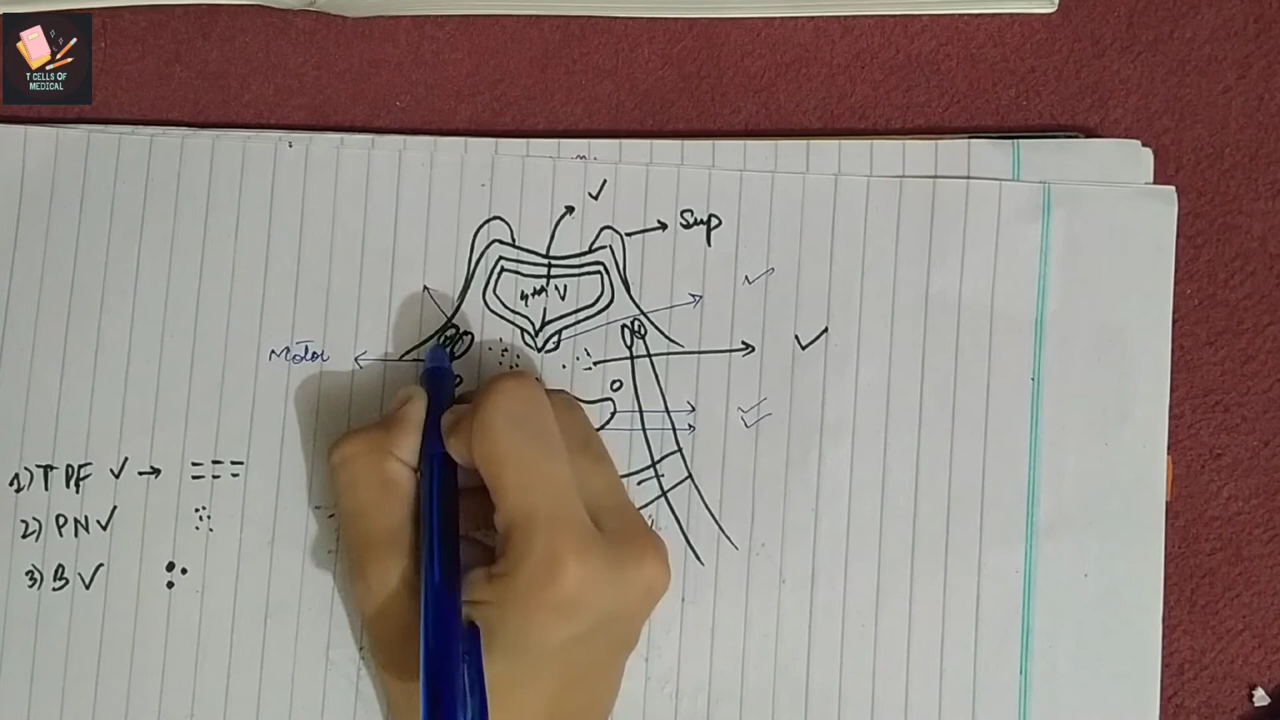 T CELLS OF
MEDICAL
Sup
4th V
Motor
1) TPF ✓ →
2) PN ✓
3) B ✓